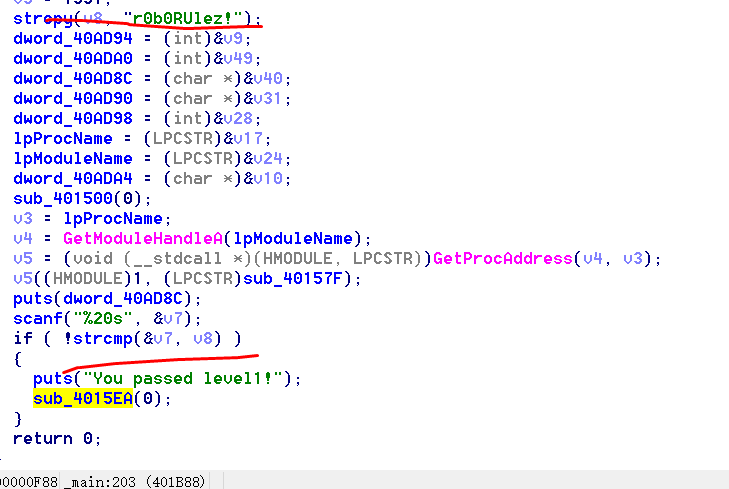 strcpy(v8, "r0b0RUlez!");
dword_40AD94 = (int)&v9;
dword_40ADA0 = (int)&v49;
dword_40AD8C = (char *)&v40;
dword_40AD90 = (char *)&v31;
dword_40AD98 = (int)&v28;
lpProcName = (LPCSTR)&v17;
lpModuleName = (LPCSTR)&v24;
dword_40ADA4 = (char *)&v10;
sub_401500(0);
v3 = lpProcName;
v4 = GetModuleHandleA(lpModuleName);
v5 = (void (__stdcall *)(HMODULE, LPCSTR))GetProcAddress(v4, v3);
v5((HMODULE)1, (LPCSTR)sub_40157F);
puts(dword_40AD8C);
scanf("%20s", &v7);
if ( !strcmp(&v7, v8) )
{
puts("You passed level1!");
sub_4015EA(0);
}
return 0;
00000F88 _main:203 (401B88)